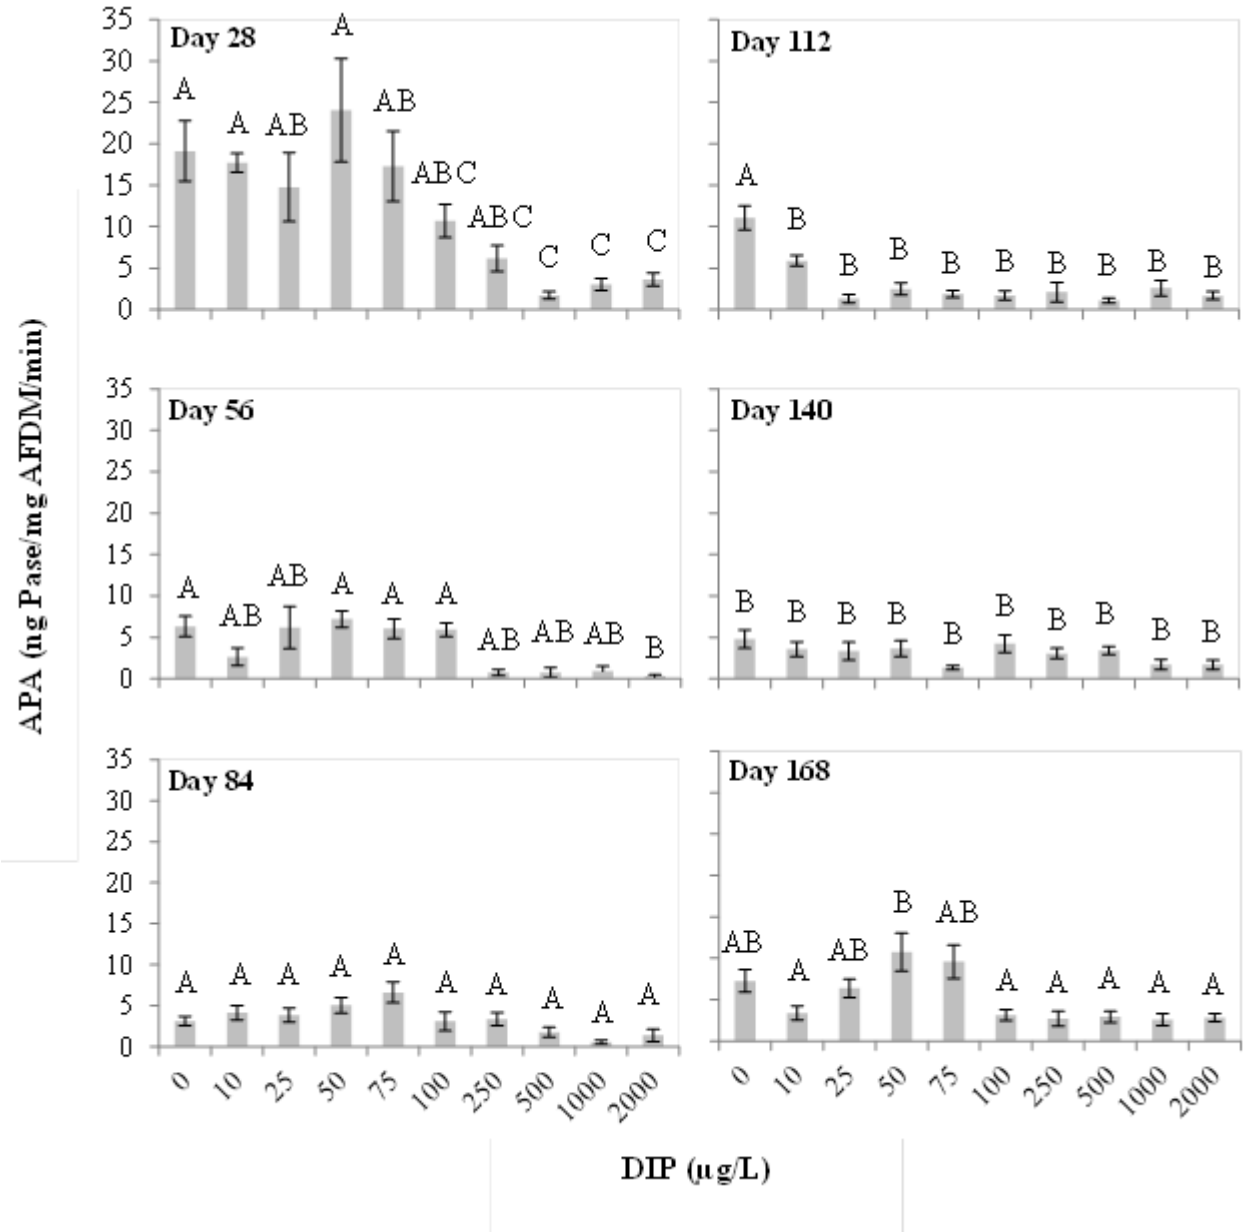 APA (ng Pase/mg AFDM/min)
Day 28
35
30
25
20
15
10
5
0
A A AB A AB ABC ABC C C C
Day 112
A B B B B B B B B B
Day 56
35
30
25
20
15
10
5
0
A AB AB A A A AB AB AB B
Day 140
B B B B B B B B B B
Day 84
35
30
25
20
15
10
5
0
A A A A A A A A A A
0 10 25 50 75 100 250 500 1000 2000
Day 168
AB A AB B AB A A A A A
0 10 25 50 75 100 250 500 1000 2000
DIP (µg/L)